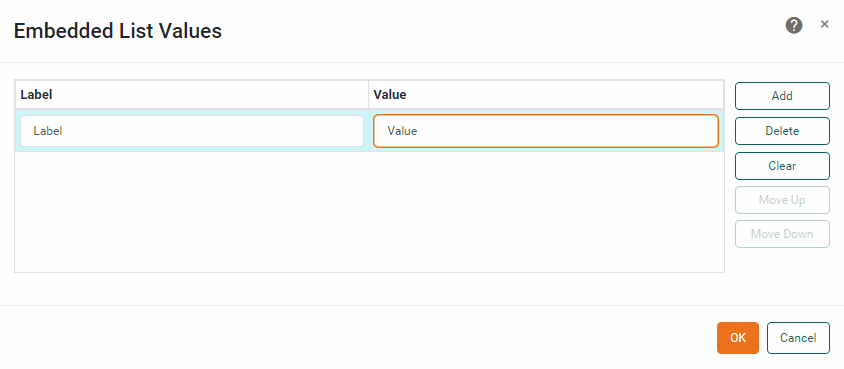 Embedded List Values
? ×
Label Value
Label Value
Add
Delete
Clear
Move Up
Move Down
OK Cancel